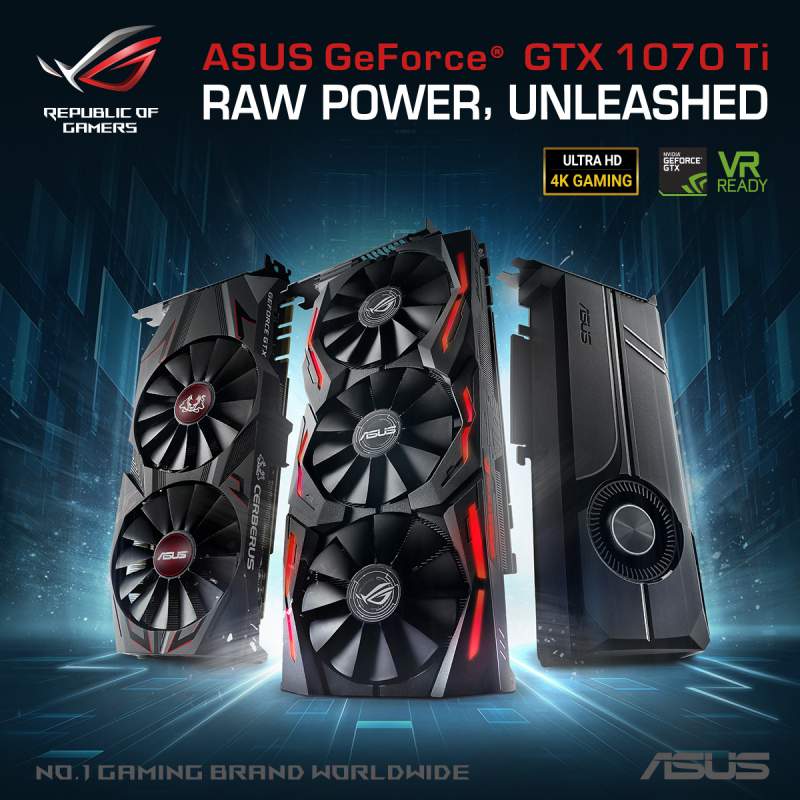 REPUBLIC OF
GAMERS
ASUS GeForce® GTX 1070 Ti
RAW POWER, UNLEASHED
ULTRA HD
4K GAMING
NVIDIA
GEFORCE®
GTX
VR
READY
GEFORCE GTX
CERBERUS
ASUS
ASUS
ASUS
NO.1 GAMING BRAND WORLDWIDE
ASUS